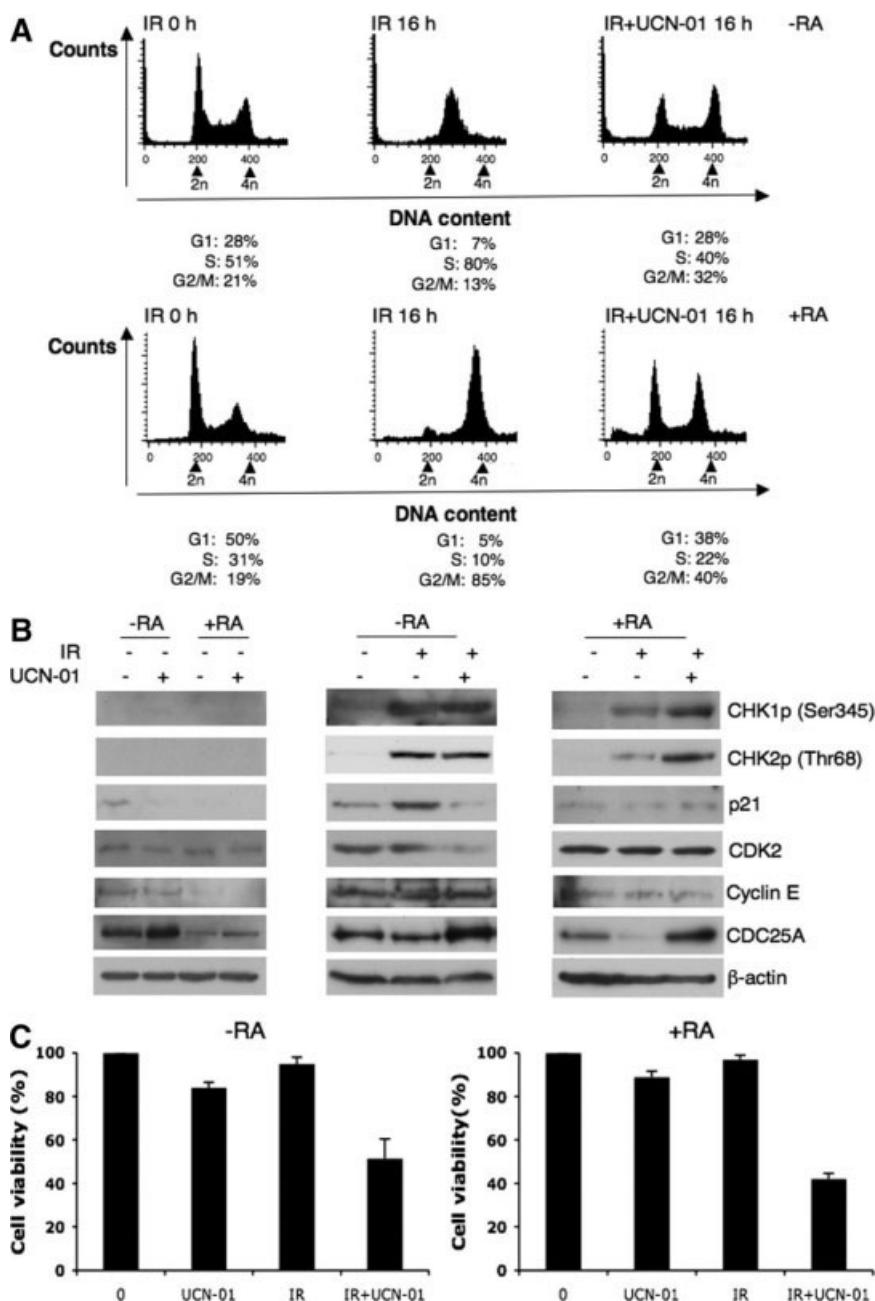 A
IR 0 h IR 16 h IR+UCN-01 16 h -RA
Counts
0 200 400 0 200 400 0 200 400
2n 4n 2n 4n 2n 4n
DNA content
G1: 28% G1: 7% G1: 28%
S: 51% S: 80% S: 40%
G2/M: 21% G2/M: 13% G2/M: 32%
IR 0 h IR 16 h IR+UCN-01 16 h +RA
Counts
0 200 400 0 200 400 0 200 400
2n 4n 2n 4n 2n 4n
DNA content
G1: 50% G1: 5% G1: 38%
S: 31% S: 10% S: 22%
G2/M: 19% G2/M: 85% G2/M: 40%
B
-RA +RA -RA +RA
IR - - - - - + + - + +
UCN-01 - + - + - - + - - +
CHK1p (Ser345)
CHK2p (Thr68)
p21
CDK2
Cyclin E
CDC25A
β-actin
C
-RA
Cell viability (%)
100
80
60
40
20
0
0 UCN-01 IR IR+UCN-01
+RA
Cell viability(%)
100
80
60
40
20
0
0 UCN-01 IR IR+UCN-01